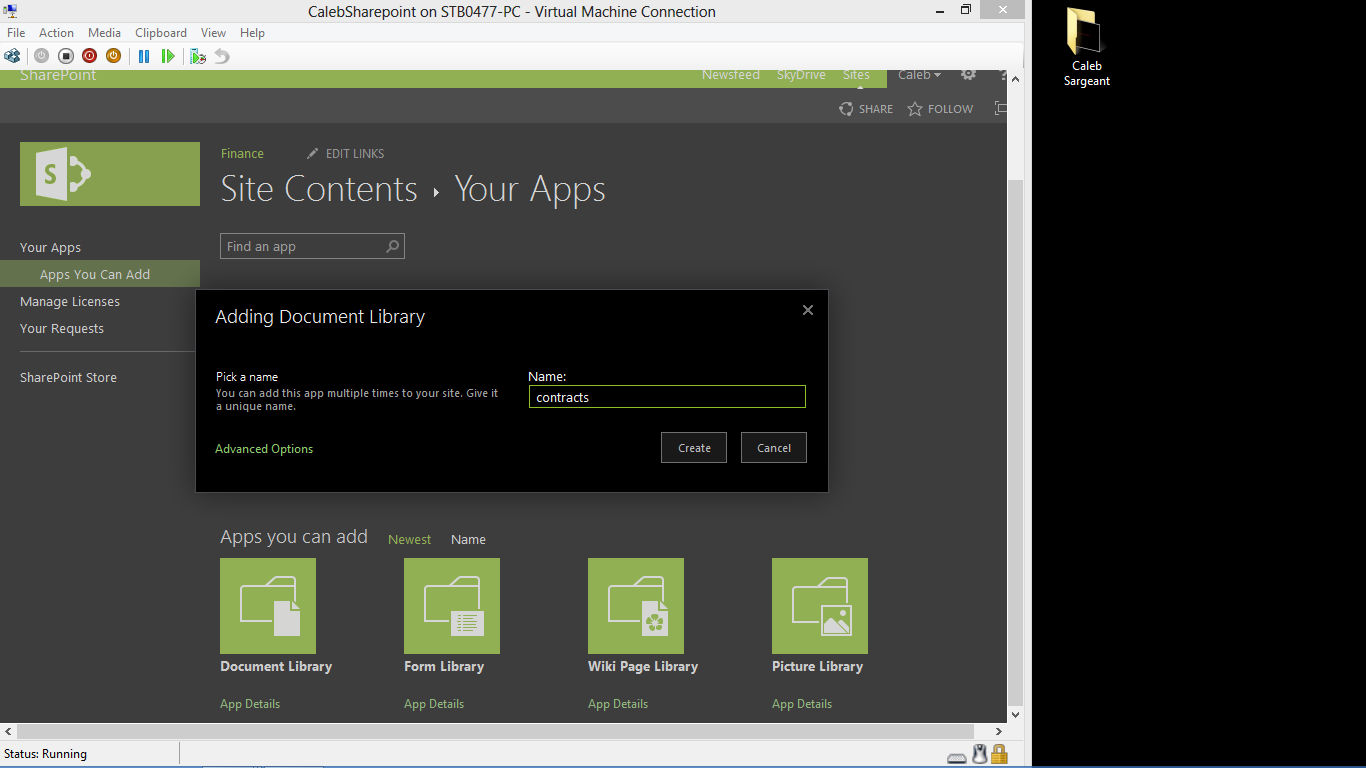 CalebSharepoint on STB0477-PC - Virtual Machine Connection
File Action Media Clipboard View Help
SharePoint
Newsfeed SkyDrive Sites Caleb ?
SHARE FOLLOW
S
Finance EDIT LINKS
Site Contents Your Apps
Find an app
Your Apps
Apps You Can Add
Manage Licenses
Your Requests
SharePoint Store
Adding Document Library
Pick a name
You can add this app multiple times to your site. Give it
a unique name.
Name:
contracts
Advanced Options
Create Cancel
Apps you can add Newest Name
Document Library Form Library Wiki Page Library Picture Library
App Details App Details App Details App Details
Status: Running
Caleb
Sargeant